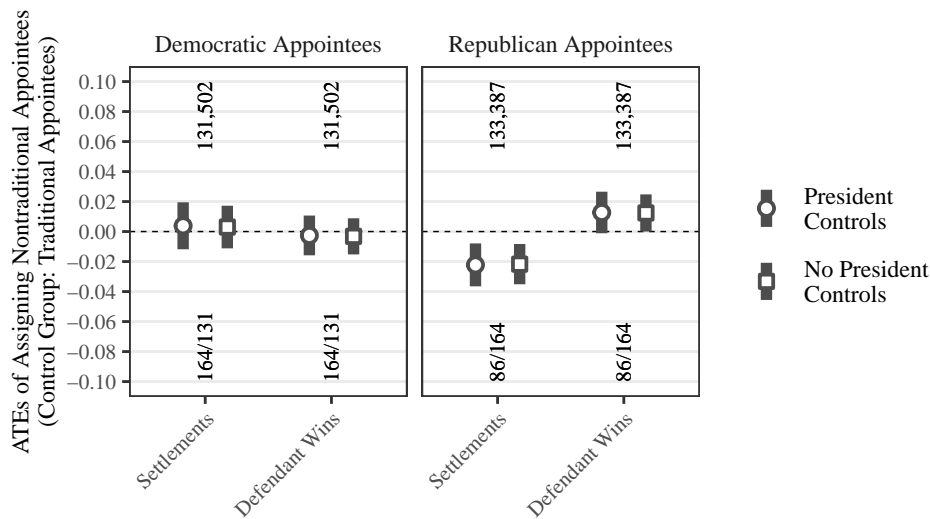 Democratic Appointees
Republican Appointees
ATEs of Assigning Nontraditional Appointees
(Control Group: Traditional Appointees)
0.10
0.08
0.06
0.04
0.02
0.00
−0.02
−0.04
−0.06
−0.08
−0.10
131,502
131,502
133,387
133,387
164/131
164/131
86/164
86/164
Settlements
Defendant Wins
Settlements
Defendant Wins
President
Controls
No President
Controls